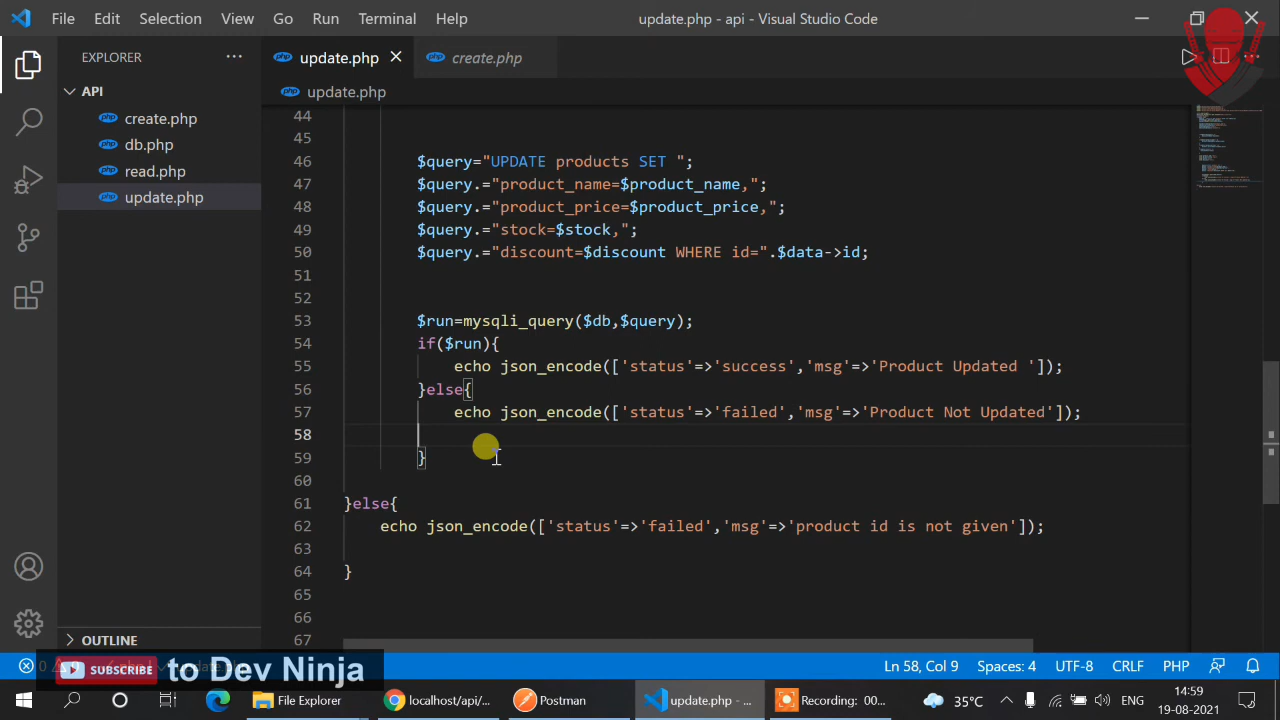 File Edit Selection View Go Run Terminal Help
update.php - api - Visual Studio Code
EXPLORER
update.php
create.php
API
update.php
create.php
db.php
read.php
update.php
44
45
46 $query="UPDATE products SET ";
47 $query.="product_name=$product_name,";
48 $query.="product_price=$product_price,";
49 $query.="stock=$stock,";
50 $query.="discount=$discount WHERE id=".$data->id;
51
52
53 $run=mysqli_query($db,$query);
54 if($run){
55 echo json_encode(['status'=>'success','msg'=>'Product Updated ']);
56 }else{
57 echo json_encode(['status'=>'failed','msg'=>'Product Not Updated']);
58
59 }
60
61 }else{
62 echo json_encode(['status'=>'failed','msg'=>'product id is not given']);
63
64 }
65
66
67
OUTLINE
SUBSCRIBE to Dev Ninja
Ln 58, Col 9 Spaces: 4 UTF-8 CRLF PHP
File Explorer
localhost/api/...
Postman
update.php - ...
Recording: 00...
35°C
ENG
14:59
19-08-2021